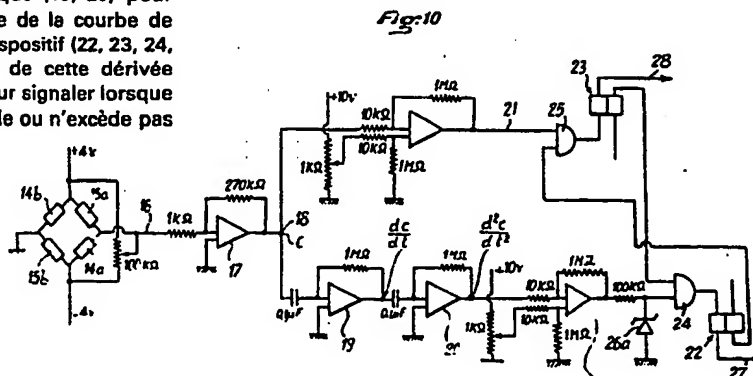 que (19, 20) pour
e de la courbe de
spositif (22, 23, 24,
de cette dérivée
ur signaler lorsque
le ou n'excède pas
Fig:10
+10v
1MΩ
10KΩ
10KΩ
1KΩ
1MΩ
21
25
23
28
+4v
14b
15a
15b
14a
100KΩ
-4v
16
1KΩ
270KΩ
17
18
C
0.1µF
1MΩ
19
dc/dt
0.1µF
1MΩ
20
d²c/dt²
+10v
1KΩ
10KΩ
10KΩ
1MΩ
1MΩ
100KΩ
26a
24
22
27